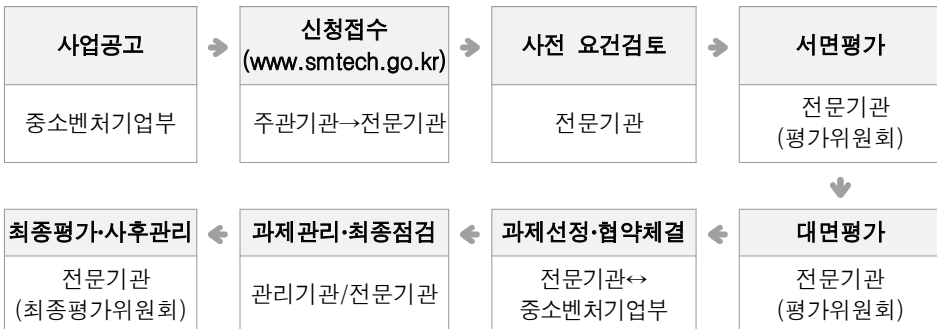 사업공고
중소벤처기업부
신청접수
(www.smtech.go.kr)
주관기관→전문기관
사전 요건검토
전문기관
서면평가
전문기관
(평가위원회)
대면평가
전문기관
(평가위원회)
과제선정·협약체결
전문기관↔
중소벤처기업부
과제관리·최종점검
관리기관/전문기관
최종평가·사후관리
전문기관
(최종평가위원회)